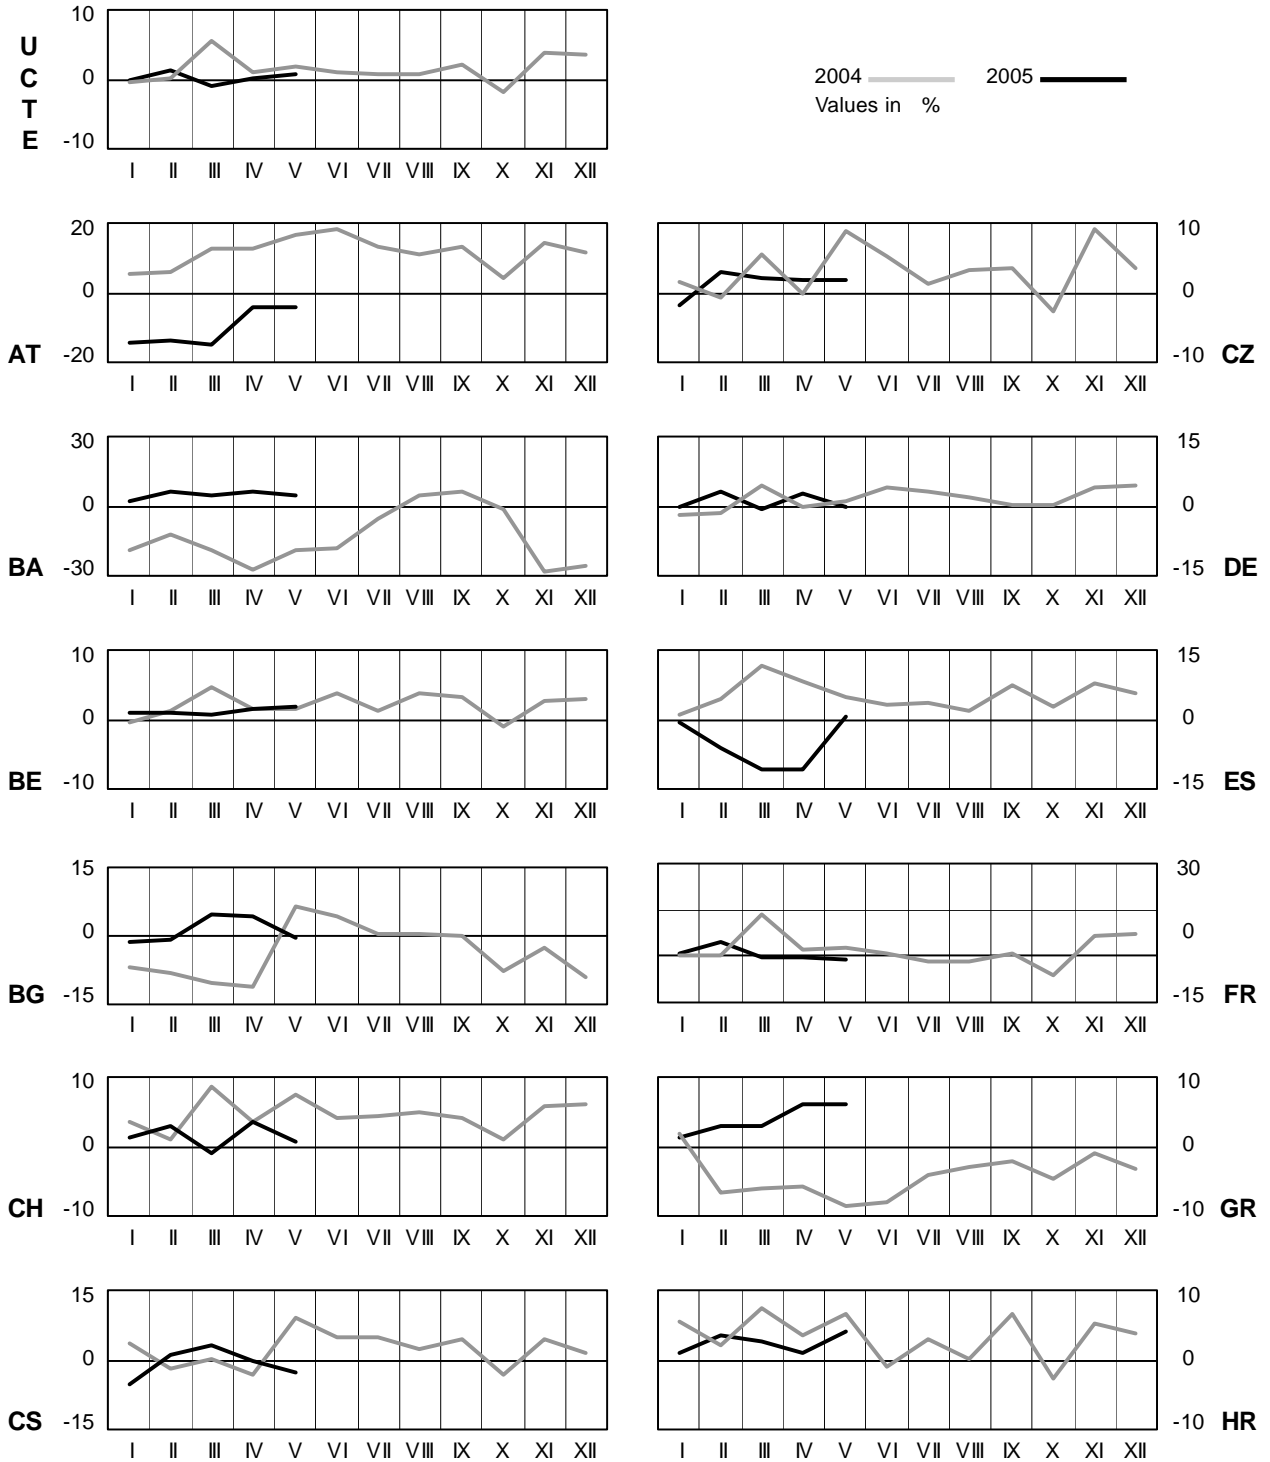 10
U
C
T
E
0
-10
I II III IV V VI VII VIII IX X XI XII
2004 2005
Values in %
20
0
AT -20
I II III IV V VI VII VIII IX X XI XII
10
0
-10 CZ
I II III IV V VI VII VIII IX X XI XII
30
0
BA -30
I II III IV V VI VII VIII IX X XI XII
15
0
-15 DE
I II III IV V VI VII VIII IX X XI XII
10
0
BE -10
I II III IV V VI VII VIII IX X XI XII
15
0
-15 ES
I II III IV V VI VII VIII IX X XI XII
15
0
BG -15
I II III IV V VI VII VIII IX X XI XII
30
0
-15 FR
I II III IV V VI VII VIII IX X XI XII
10
0
CH -10
I II III IV V VI VII VIII IX X XI XII
10
0
-10 GR
I II III IV V VI VII VIII IX X XI XII
15
0
CS -15
I II III IV V VI VII VIII IX X XI XII
10
0
-10 HR
I II III IV V VI VII VIII IX X XI XII